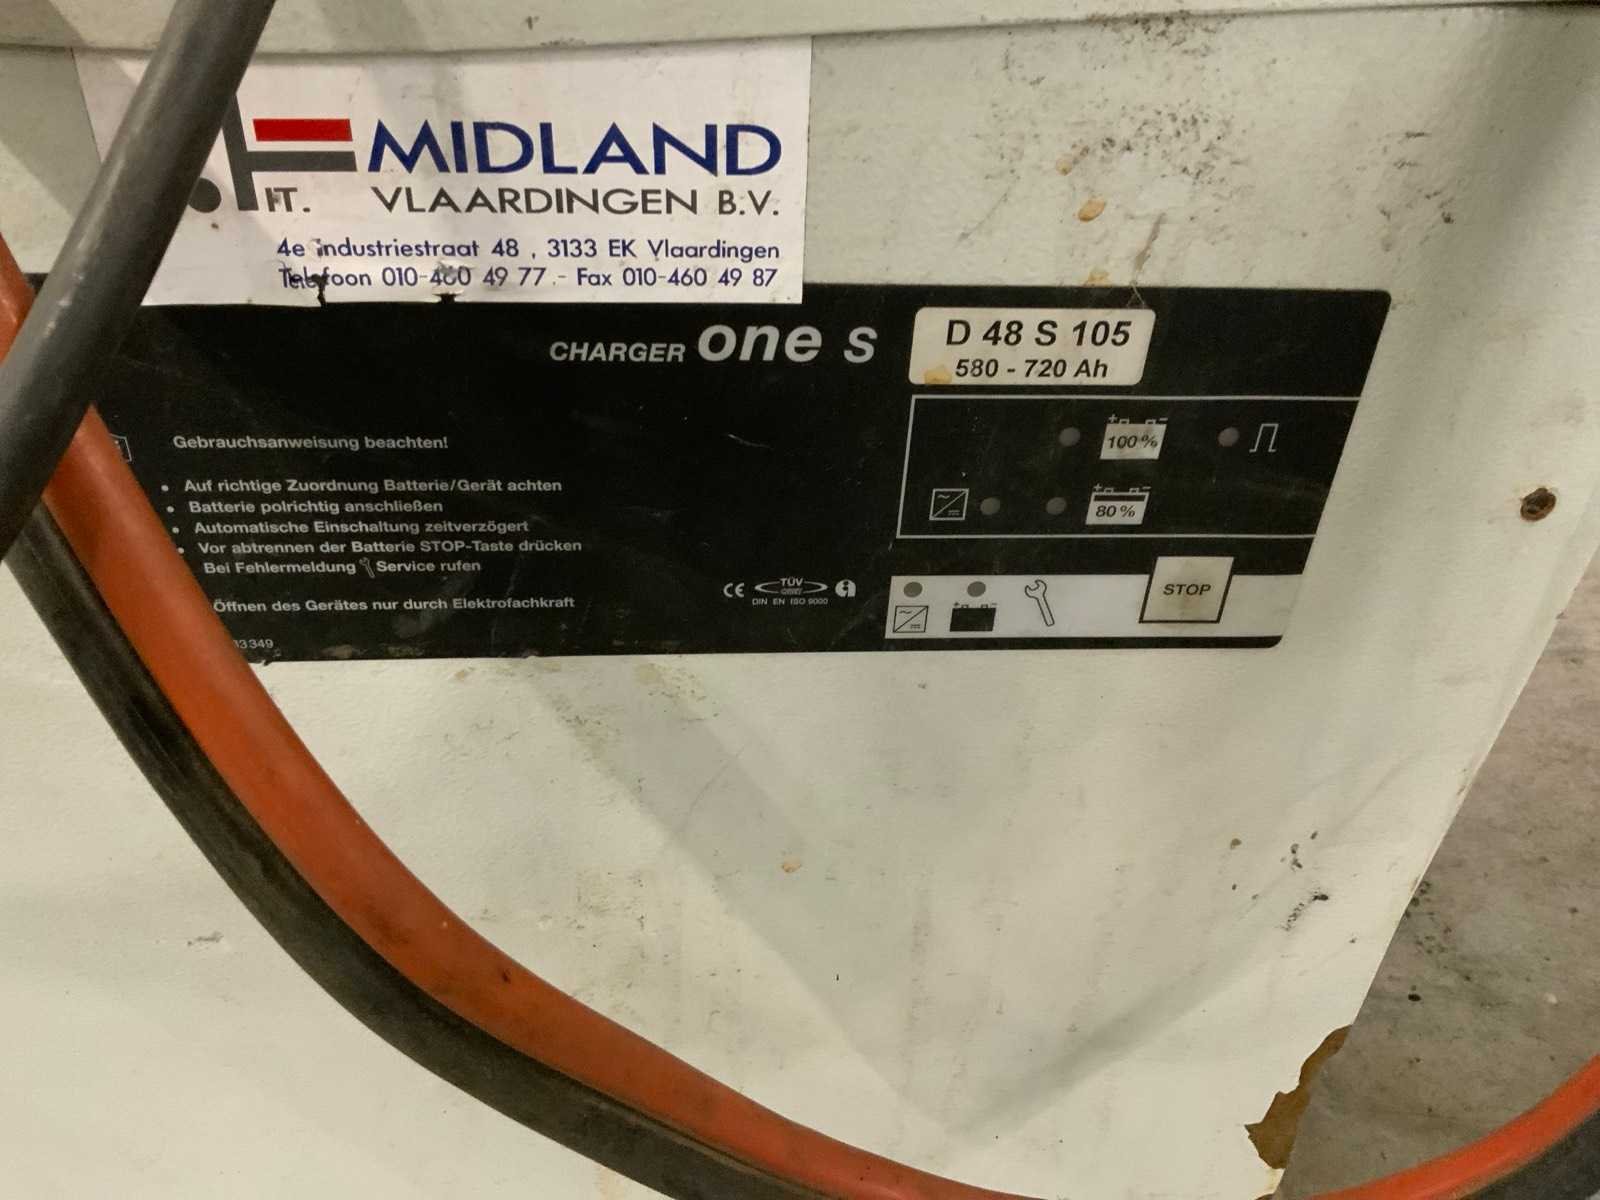 MIDLAND
IT. VLAARDINGEN B.V.
4e industriestraat 48 , 3133 EK Vlaardingen
Telefoon 010-460 49 77 - Fax 010-460 49 87
CHARGER one s
D 48 S 105
580 - 720 Ah
100%
80%
Gebrauchsanweisung beachten!
• Auf richtige Zuordnung Batterie/Gerät achten
• Batterie polrichtig anschließen
• Automatische Einschaltung zeitverzögert
• Vor abtrennen der Batterie STOP-Taste drücken
Bei Fehlermeldung Service rufen
Öffnen des Gerätes nur durch Elektrofachkraft
3349
CE
TÜV
DIN EN ISO 9000
STOP